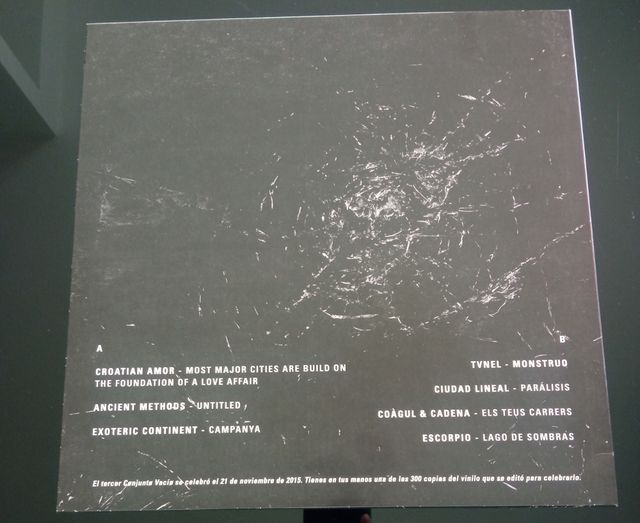 A
CROATIAN AMOR - MOST MAJOR CITIES ARE BUILD ON
THE FOUNDATION OF A LOVE AFFAIR
ANCIENT METHODS - UNTITLED
EXOTERIC CONTINENT - CAMPANYA
B
TVNEL - MONSTRUO
CIUDAD LINEAL - PARÁLISIS
COÀGUL & CADENA - ELS TEUS CARRERS
ESCORPIO - LAGO DE SOMBRAS
El tercer Conjunto Vacío se celebró el 21 de noviembre de 2015. Tienes en tus manos una de las 300 copias del vinilo que se editó para celebrarlo.